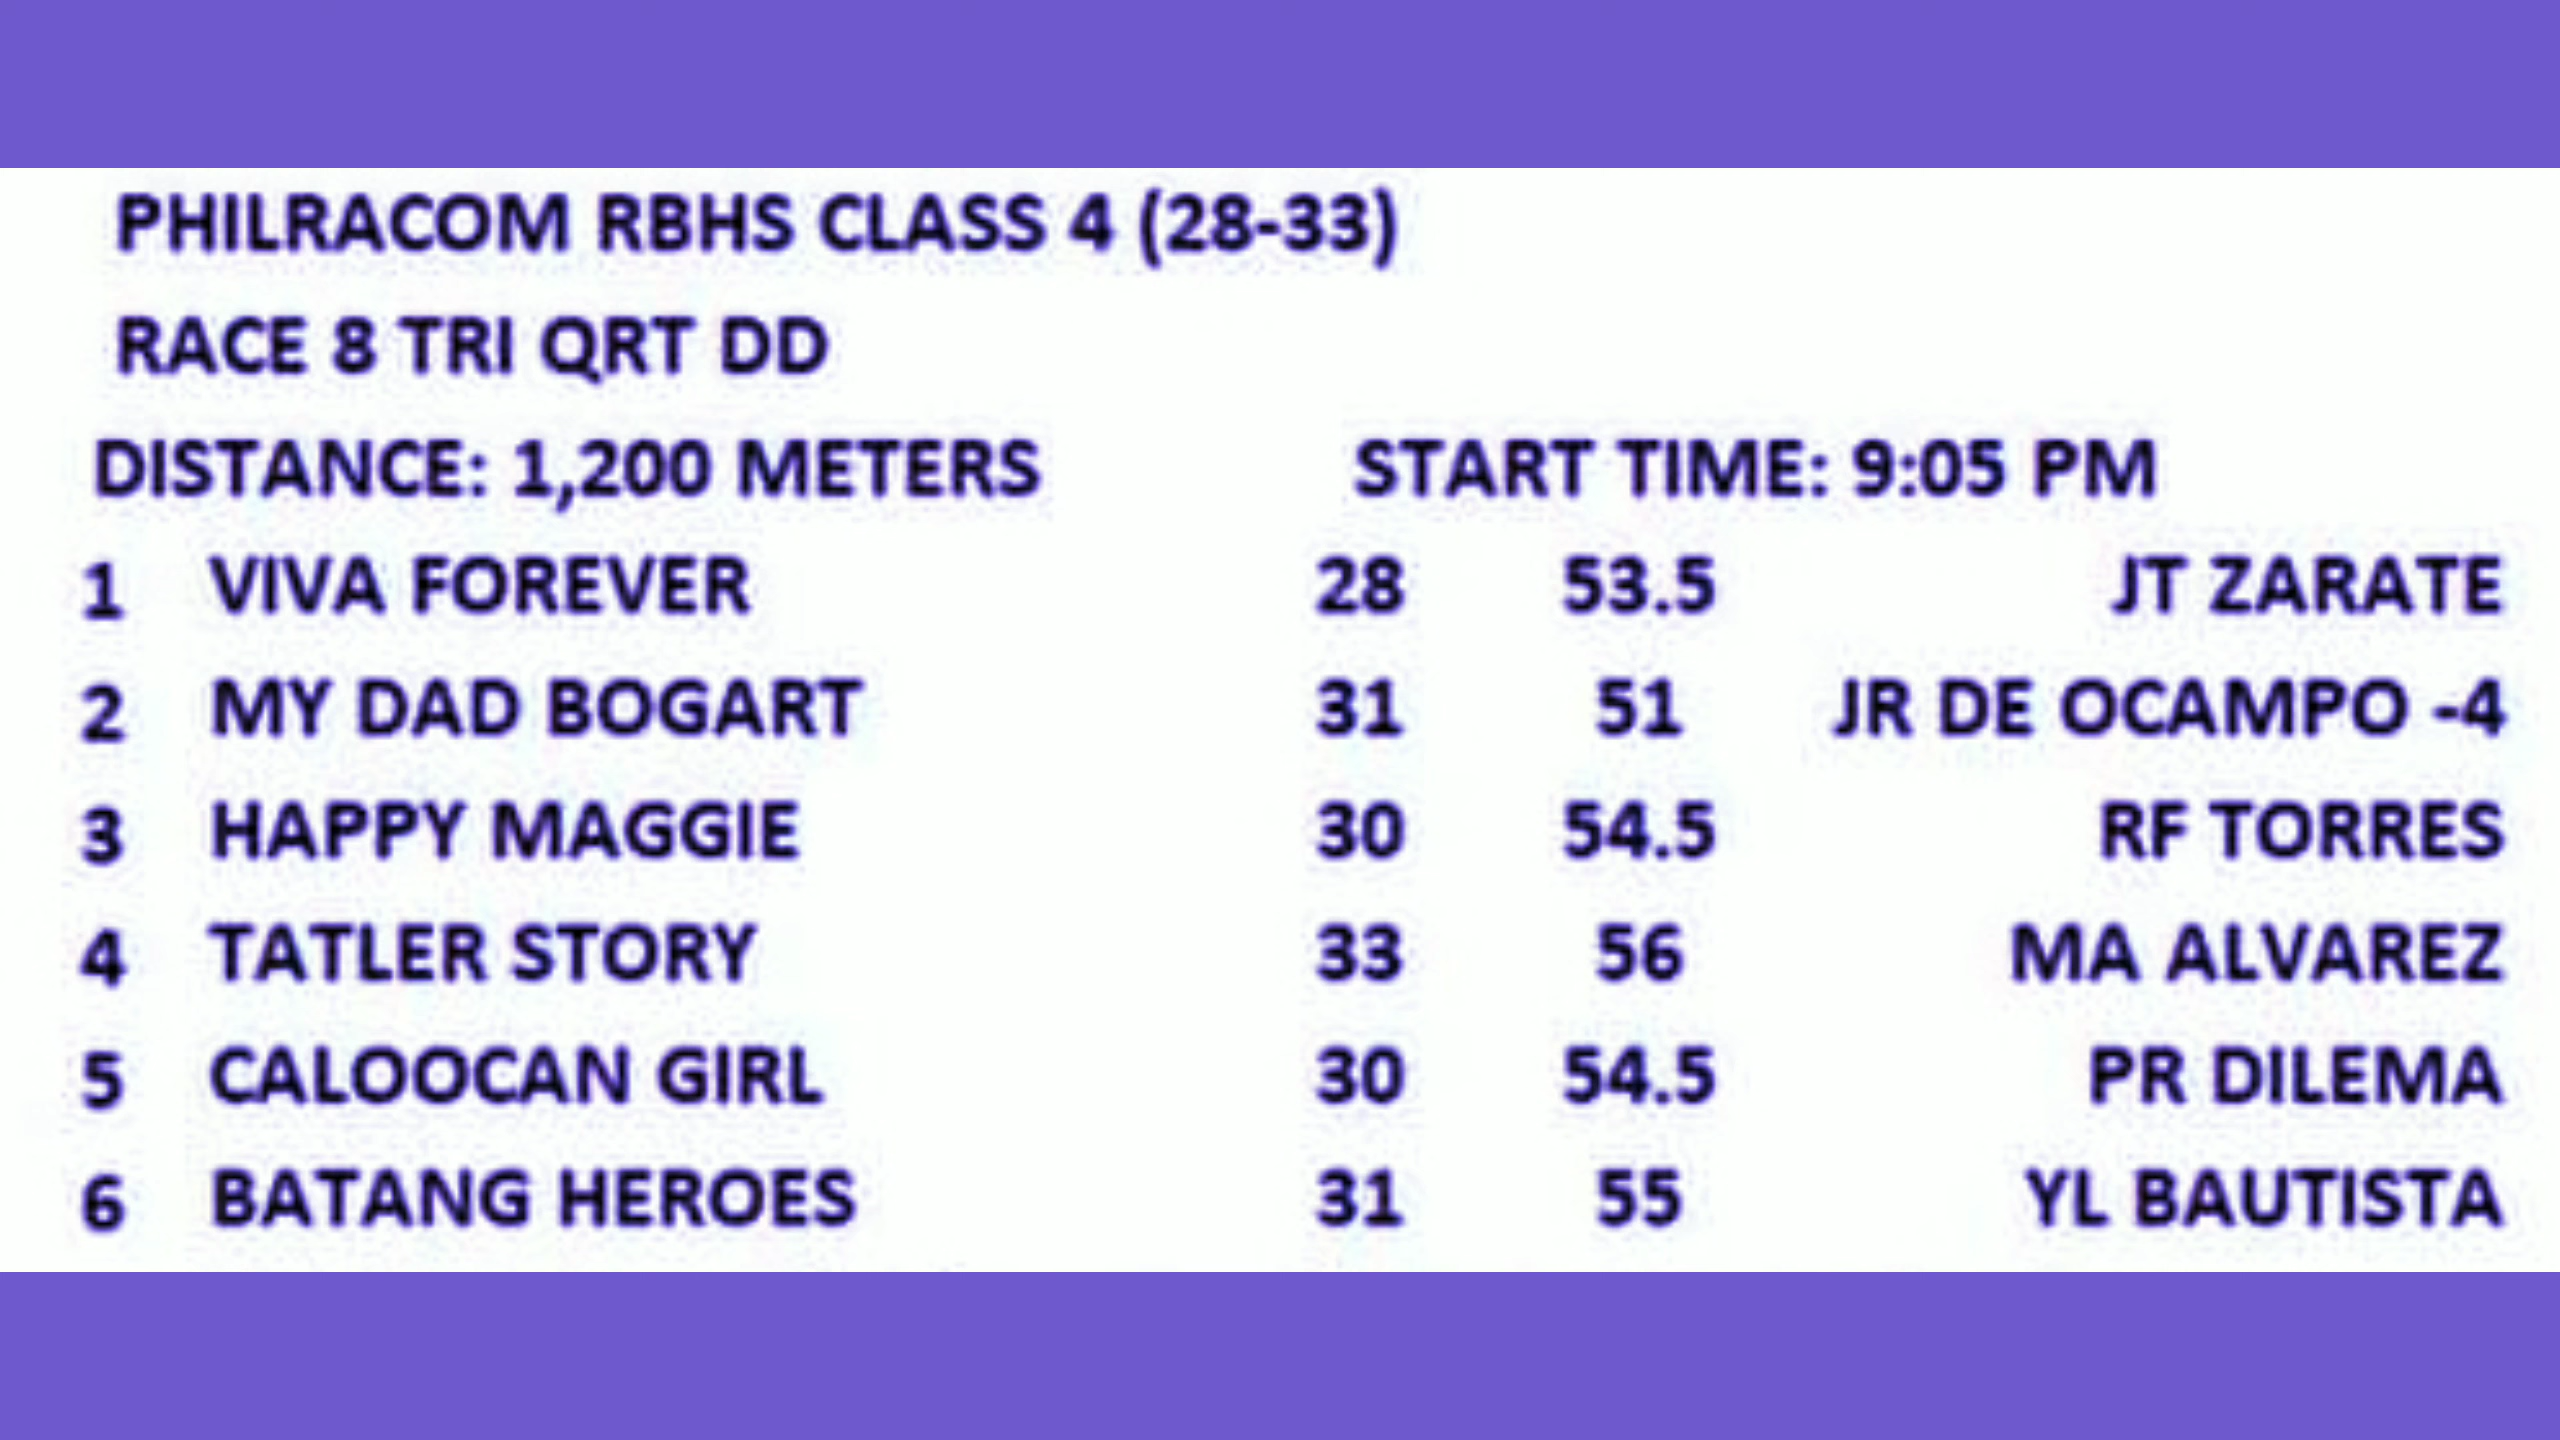 PHILRACOM RBHS CLASS 4 (28-33)
RACE 8 TRI QRT DD
DISTANCE: 1,200 METERS START TIME: 9:05 PM
1 VIVA FOREVER 28 53.5 JT ZARATE
2 MY DAD BOGART 31 51 JR DE OCAMPO -4
3 HAPPY MAGGIE 30 54.5 RF TORRES
4 TATLER STORY 33 56 MA ALVAREZ
5 CALOOCAN GIRL 30 54.5 PR DILEMA
6 BATANG HEROES 31 55 YL BAUTISTA